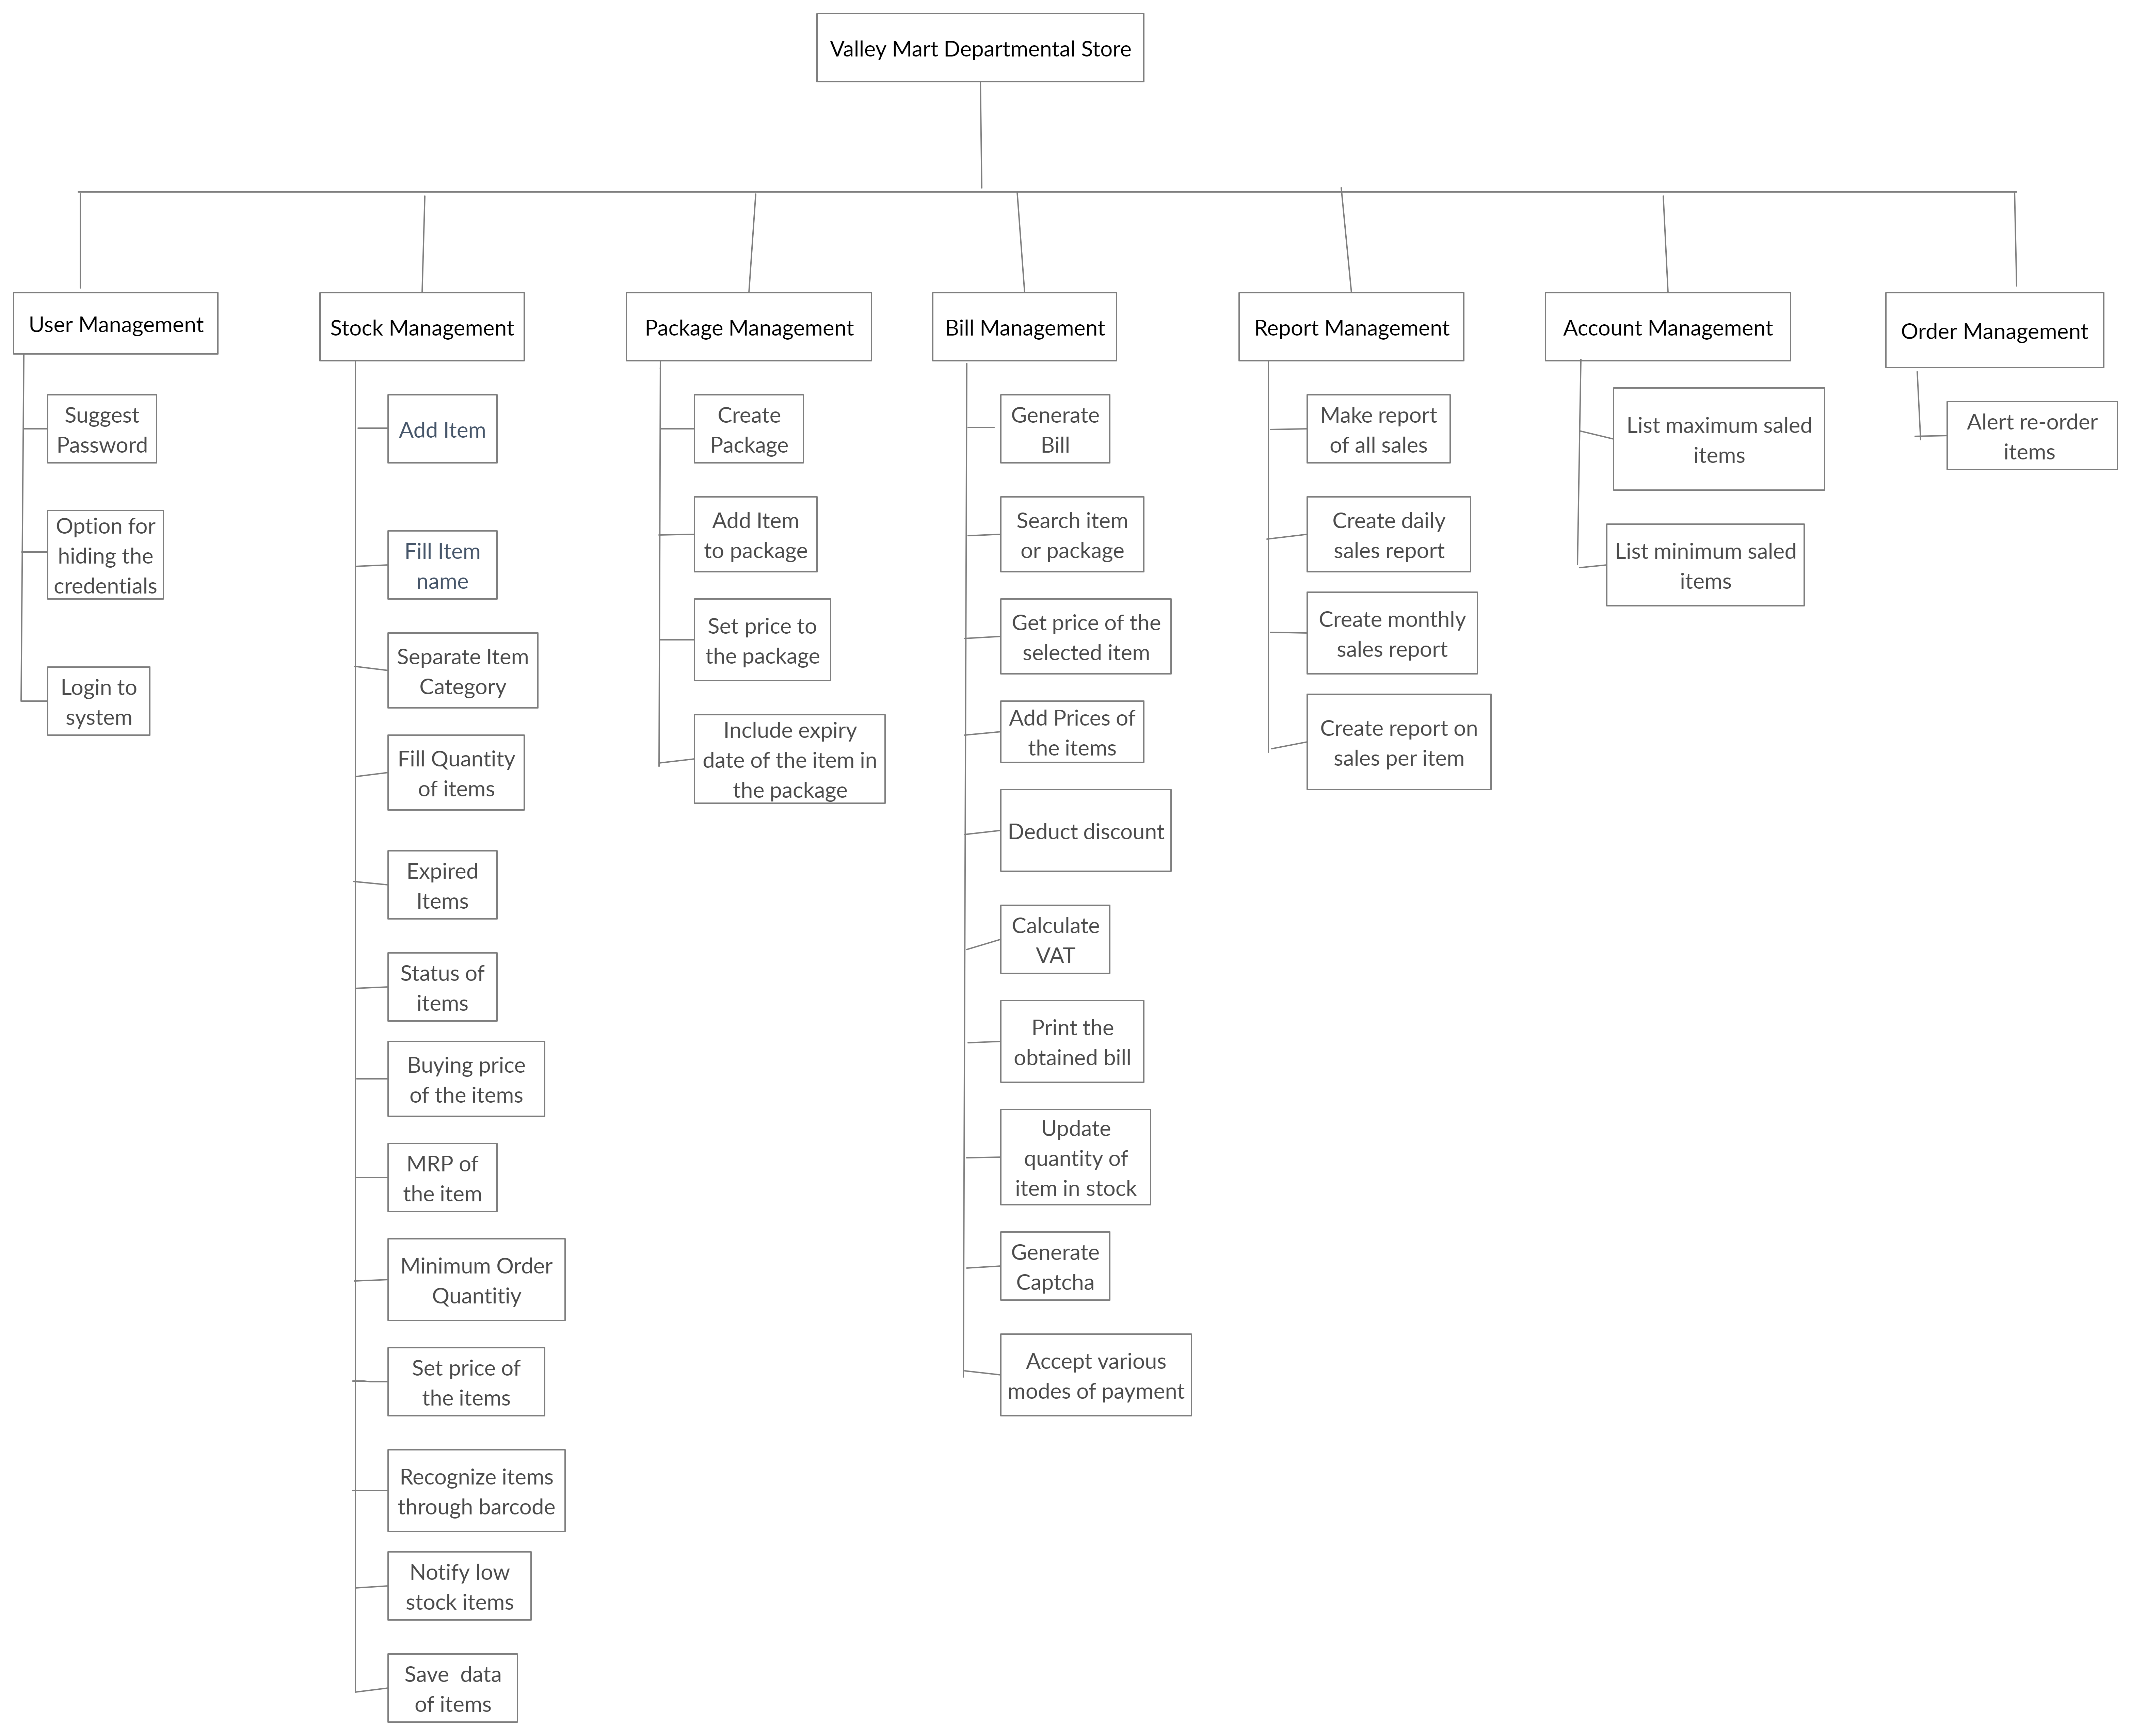 Valley Mart Departmental Store
User Management
Suggest
Password
Option for
hiding the
credentials
Login to
system
Stock Management
Add Item
Fill Item
name
Separate Item
Category
Fill Quantity
of items
Expired
Items
Status of
items
Buying price
of the items
MRP of
the item
Minimum Order
Quantitiy
Set price of
the items
Recognize items
through barcode
Notify low
stock items
Save  data
of items
Package Management
Create
Package
Add Item
to package
Set price to
the package
Include expiry
date of the item in
the package
Bill Management
Generate
Bill
Search item
or package
Get price of the
selected item
Add Prices of
the items
Deduct discount
Calculate
VAT
Print the
obtained bill
Update
quantity of
item in stock
Generate
Captcha
Accept various
modes of payment
Report Management
Make report
of all sales
Create daily
sales report
Create monthly
sales report
Create report on
sales per item
Account Management
List maximum saled
items
List minimum saled
items
Order Management
Alert re-order
items